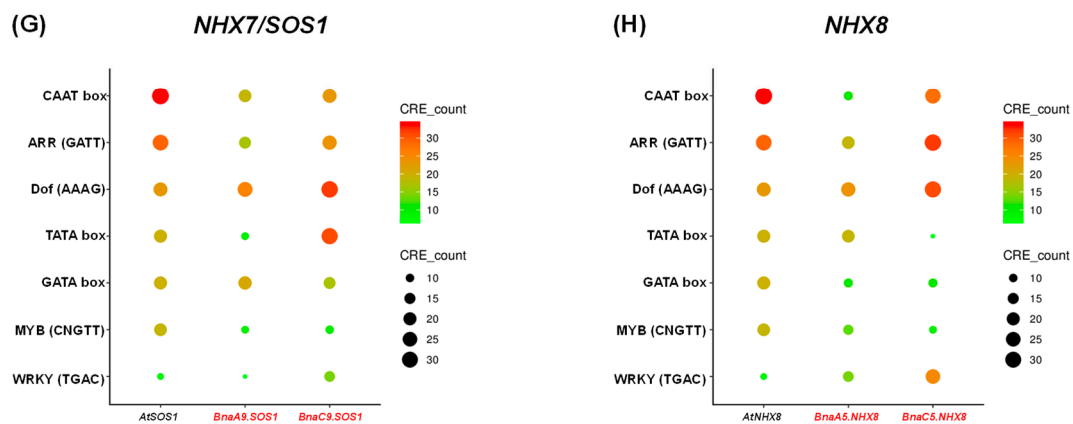 (G)
NHX7/SOS1
CAAT box
ARR (GATT)
Dof (AAAG)
TATA box
GATA box
MYB (CNGTT)
WRKY (TGAC)
AtSOS1
BnaA9.SOS1
BnaC9.SOS1
CRE_count
30
25
20
15
10
CRE_count
10
15
20
25
30
(H)
NHX8
CAAT box
ARR (GATT)
Dof (AAAG)
TATA box
GATA box
MYB (CNGTT)
WRKY (TGAC)
AtNHX8
BnaA5.NHX8
BnaC5.NHX8
CRE_count
30
25
20
15
10
CRE_count
10
15
20
25
30